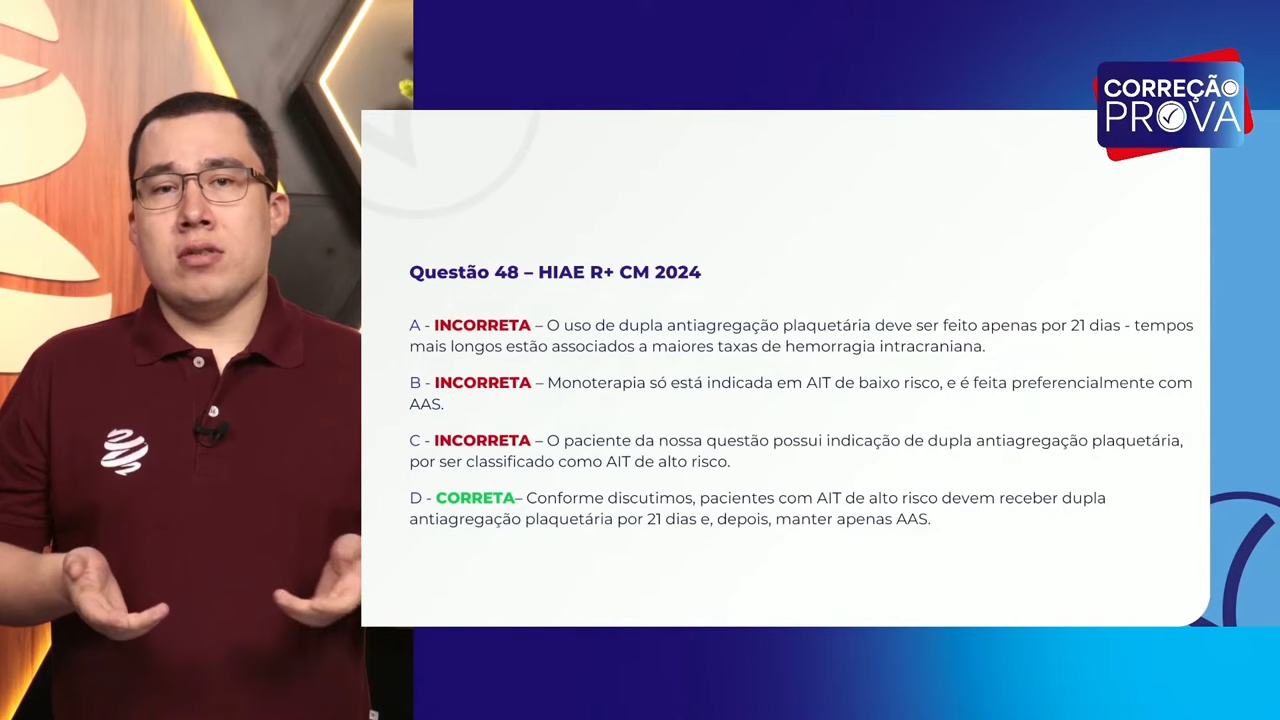 CORREÇÃO
PROVA
Questão 48 – HIAE R+ CM 2024
A - INCORRETA – O uso de dupla antiagregação plaquetária deve ser feito apenas por 21 dias - tempos
mais longos estão associados a maiores taxas de hemorragia intracraniana.
B - INCORRETA – Monoterapia só está indicada em AIT de baixo risco, e é feita preferencialmente com
AAS.
C - INCORRETA – O paciente da nossa questão possui indicação de dupla antiagregação plaquetária,
por ser classificado como AIT de alto risco.
D - CORRETA– Conforme discutimos, pacientes com AIT de alto risco devem receber dupla
antiagregação plaquetária por 21 dias e, depois, manter apenas AAS.